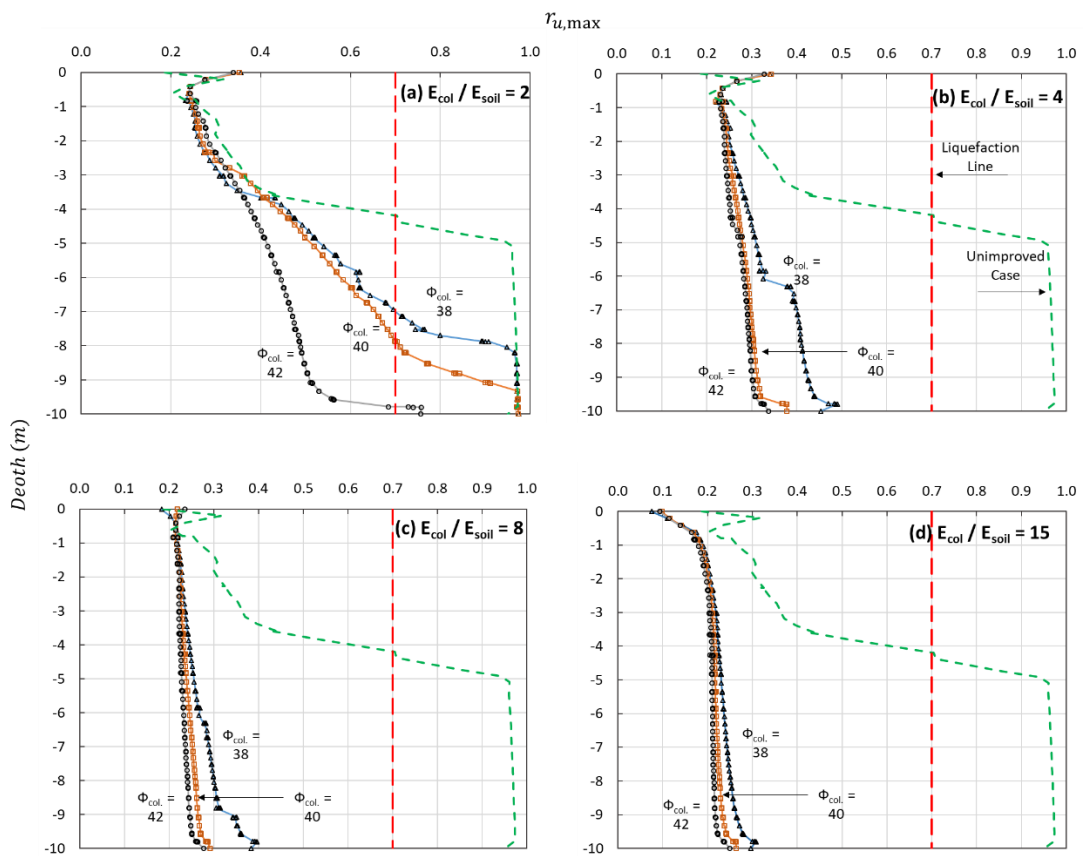 r_{u,max}
0.0 0.2 0.4 0.6 0.8 1.0
0.0 0.1 0.2 0.3 0.4 0.5 0.6 0.7 0.8 0.9 1.0
0
-1
-2
-3
-4
-5
-6
-7
-8
-9
-10
(a) E_col / E_soil = 2
Φ_col. =
38
Φ_col. =
40
Φ_col. =
42
0
-1
-2
-3
-4
-5
-6
-7
-8
-9
-10
(b) E_col / E_soil = 4
Liquefaction
Line
Unimproved
Case
Φ_col. =
38
Φ_col. =
42
Φ_col. =
40
Deoth (m)
0.0 0.1 0.2 0.3 0.4 0.5 0.6 0.7 0.8 0.9 1.0
0.0 0.1 0.2 0.3 0.4 0.5 0.6 0.7 0.8 0.9 1.0
0
-1
-2
-3
-4
-5
-6
-7
-8
-9
-10
(c) E_col / E_soil = 8
Φ_col. =
38
Φ_col. =
42
Φ_col. =
40
0
-1
-2
-3
-4
-5
-6
-7
-8
-9
-10
(d) E_col / E_soil = 15
Φ_col. =
38
Φ_col. =
42
Φ_col. =
40